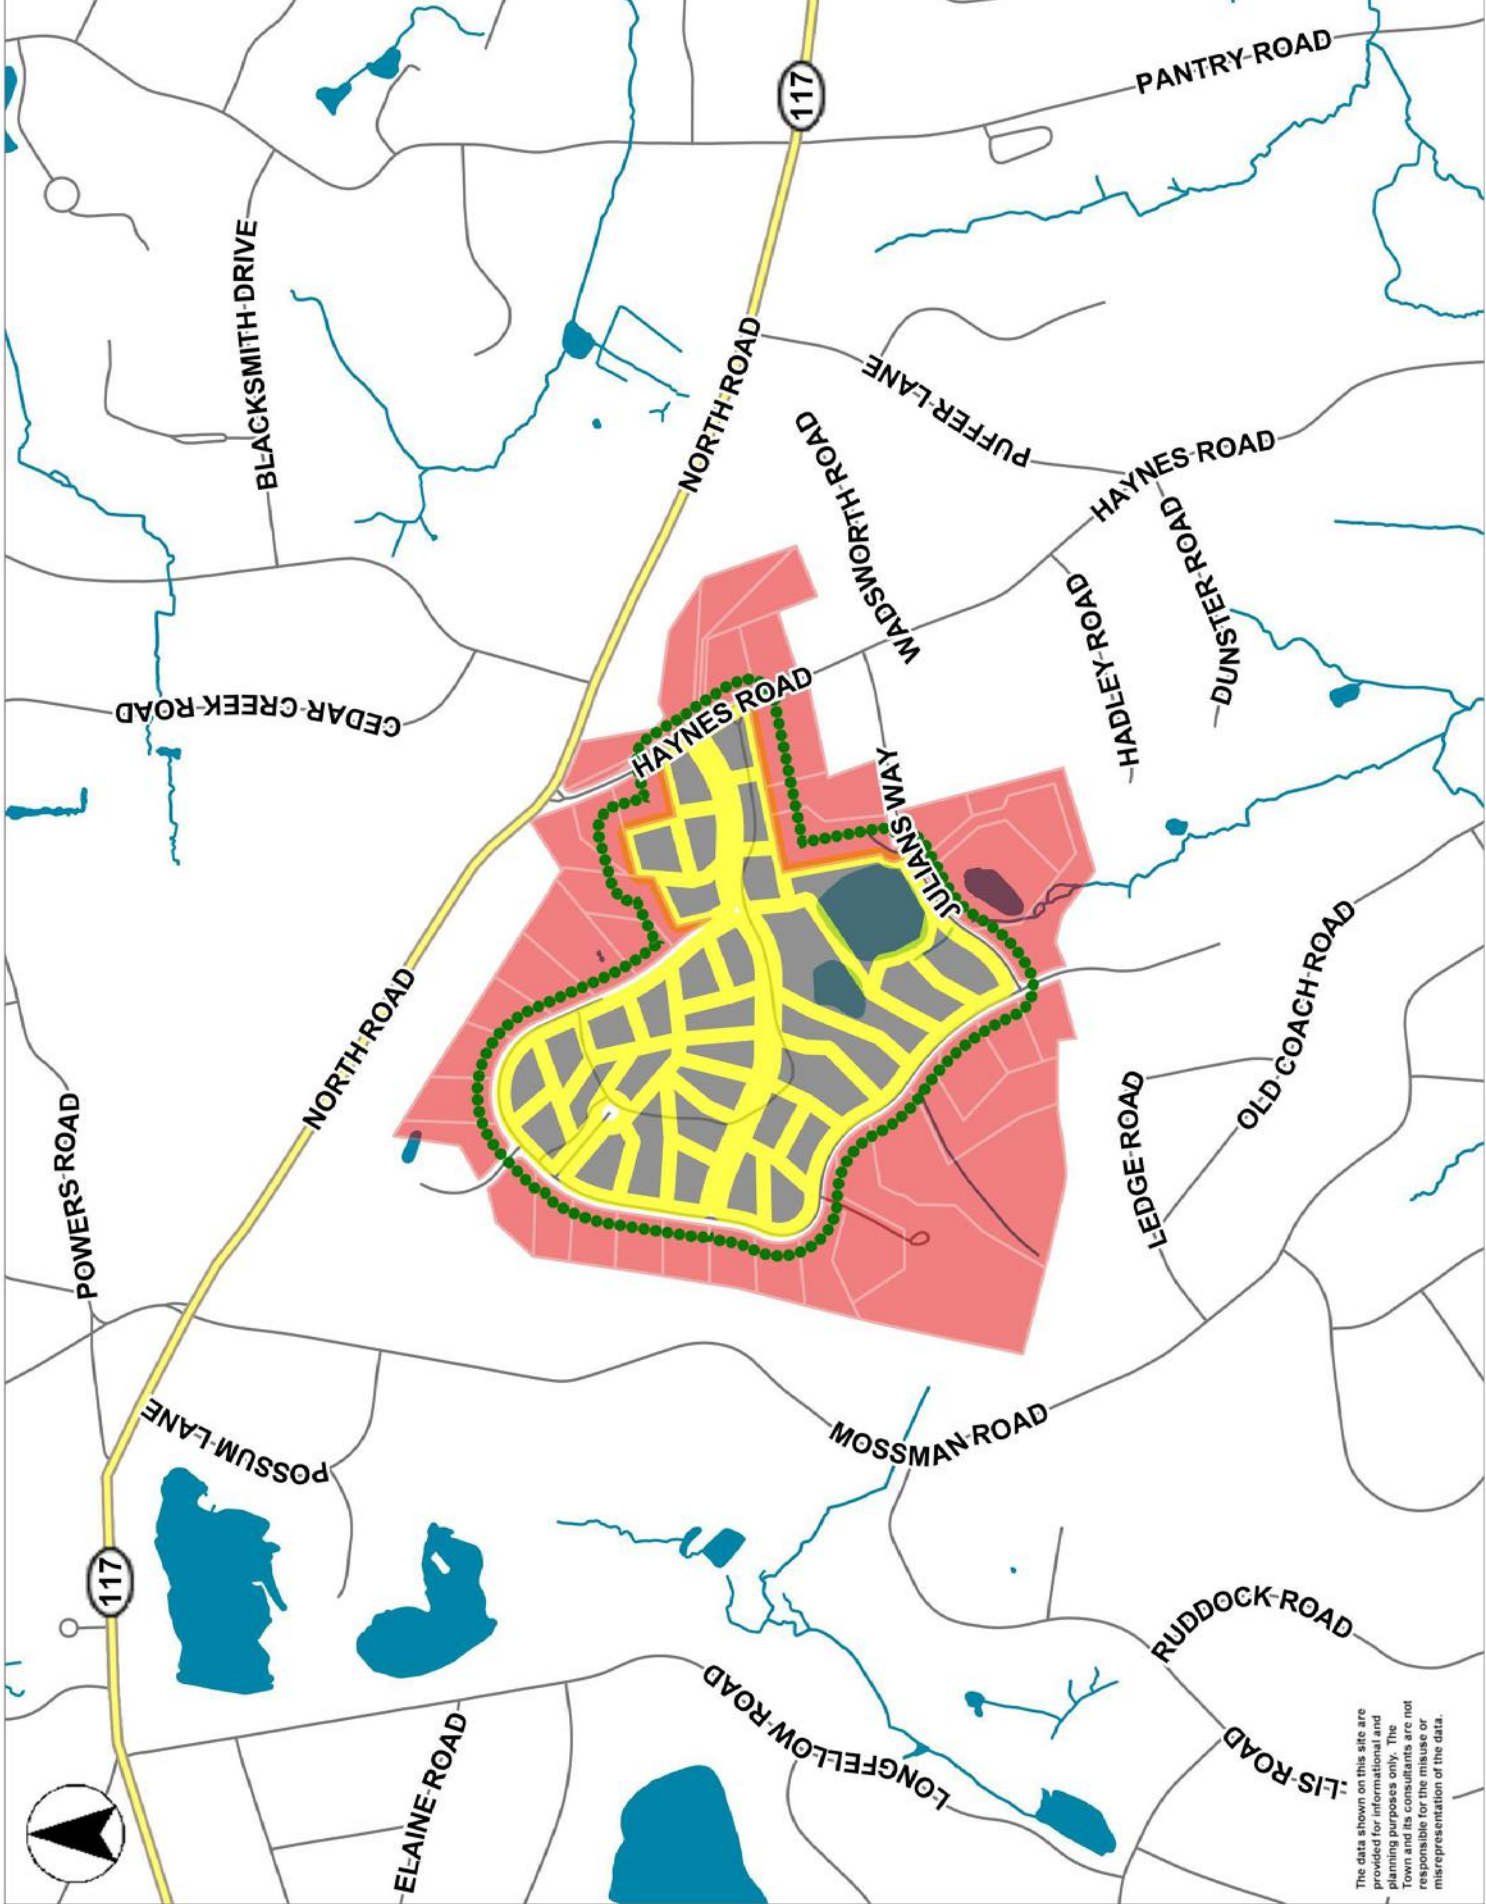 POWERS ROAD
117
POSSUM LANE
BLACKSMITH DRIVE
CEDAR CREEK ROAD
NORTH ROAD
ELAINE ROAD
NORTH ROAD
HAYNES ROAD
117
LONGFELLOW ROAD
WADSWORTH ROAD
JULIANS WAY
MOSSMAN ROAD
PUFFER LANE
HADLEY ROAD
LEDGE ROAD
HAYNES ROAD
DUNSTER ROAD
PANTRY ROAD
RUDDOCK ROAD
OLD COACH ROAD
LIS ROAD
The data shown on this site are
provided for informational and
planning purposes only. The
Town and its consultants are not
responsible for the misuse or
misrepresentation of the data.